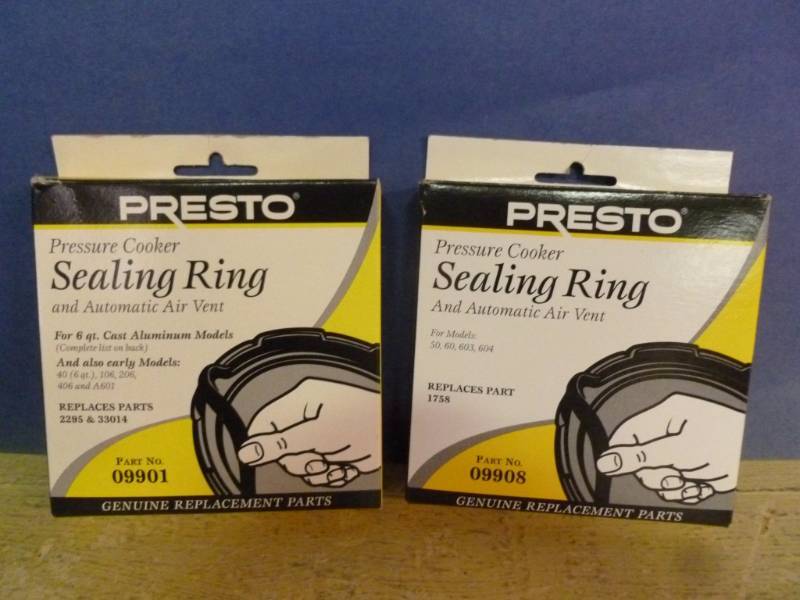 PRESTO®
Pressure Cooker
Sealing Ring
and Automatic Air Vent
For 6 qt. Cast Aluminum Models
(Complete list on back)
And also early Models:
40 (6 qt.), 106, 206,
406 and A601
REPLACES PARTS
2295 & 33014
PART NO.
09901
GENUINE REPLACEMENT PARTS
PRESTO®
Pressure Cooker
Sealing Ring
And Automatic Air Vent
For Models:
50, 60, 603, 604
REPLACES PART
1758
PART NO.
09908
GENUINE REPLACEMENT PARTS